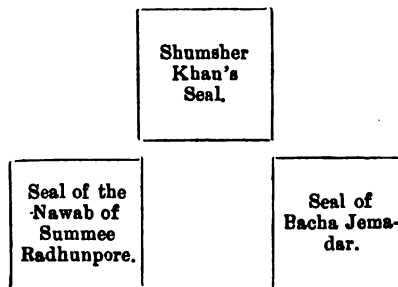 Shumsher
Khan's
Seal.
Seal of the
Nawab of
Summee
Radhunpore.
Seal of
Bacha Jema-
dar.